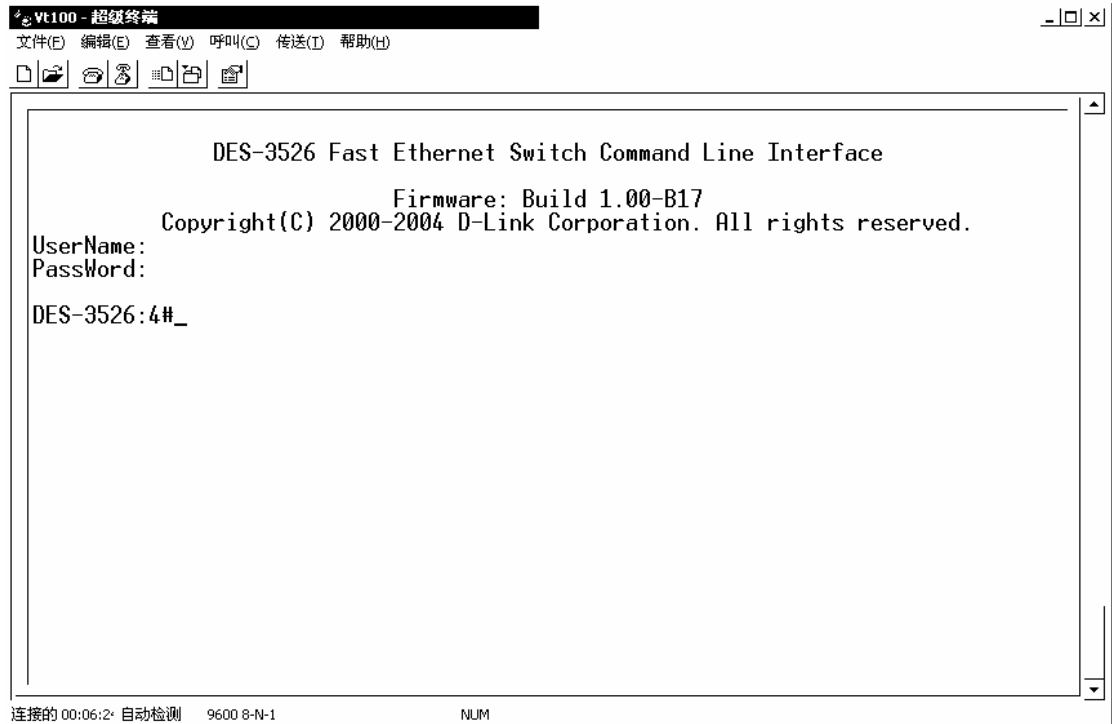 Vt100 - 超级终端
文件(F) 编辑(E) 查看(V) 呼叫(C) 传送(T) 帮助(H)
DES-3526 Fast Ethernet Switch Command Line Interface
Firmware: Build 1.00-B17
Copyright(C) 2000-2004 D-Link Corporation. All rights reserved.
UserName:
PassWord:
DES-3526:4#_
连接的 00:06:24 自动检测 9600 8-N-1 NUM